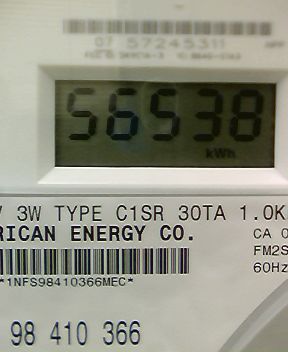 07 57245311
56538
kWh
3W TYPE C1SR 30TA 1.0K
RICAN ENERGY CO.
CA 0
FM2S
60Hz
*1NFS98410366MEC*
98 410 366